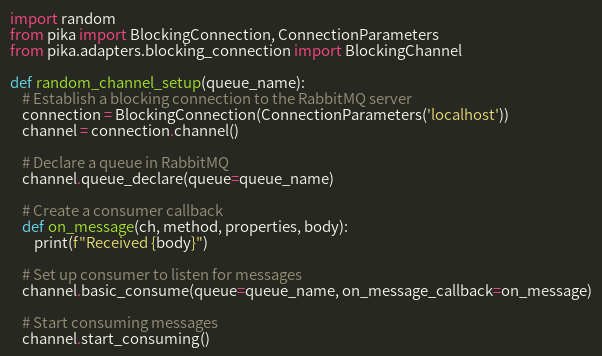 import random
from pika import BlockingConnection, ConnectionParameters
from pika.adapters.blocking_connection import BlockingChannel

def random_channel_setup(queue_name):
    # Establish a blocking connection to the RabbitMQ server
    connection = BlockingConnection(ConnectionParameters('localhost'))
    channel = connection.channel()

    # Declare a queue in RabbitMQ
    channel.queue_declare(queue=queue_name)

    # Create a consumer callback
    def on_message(ch, method, properties, body):
        print(f"Received {body}")

    # Set up consumer to listen for messages
    channel.basic_consume(queue=queue_name, on_message_callback=on_message)

    # Start consuming messages
    channel.start_consuming()